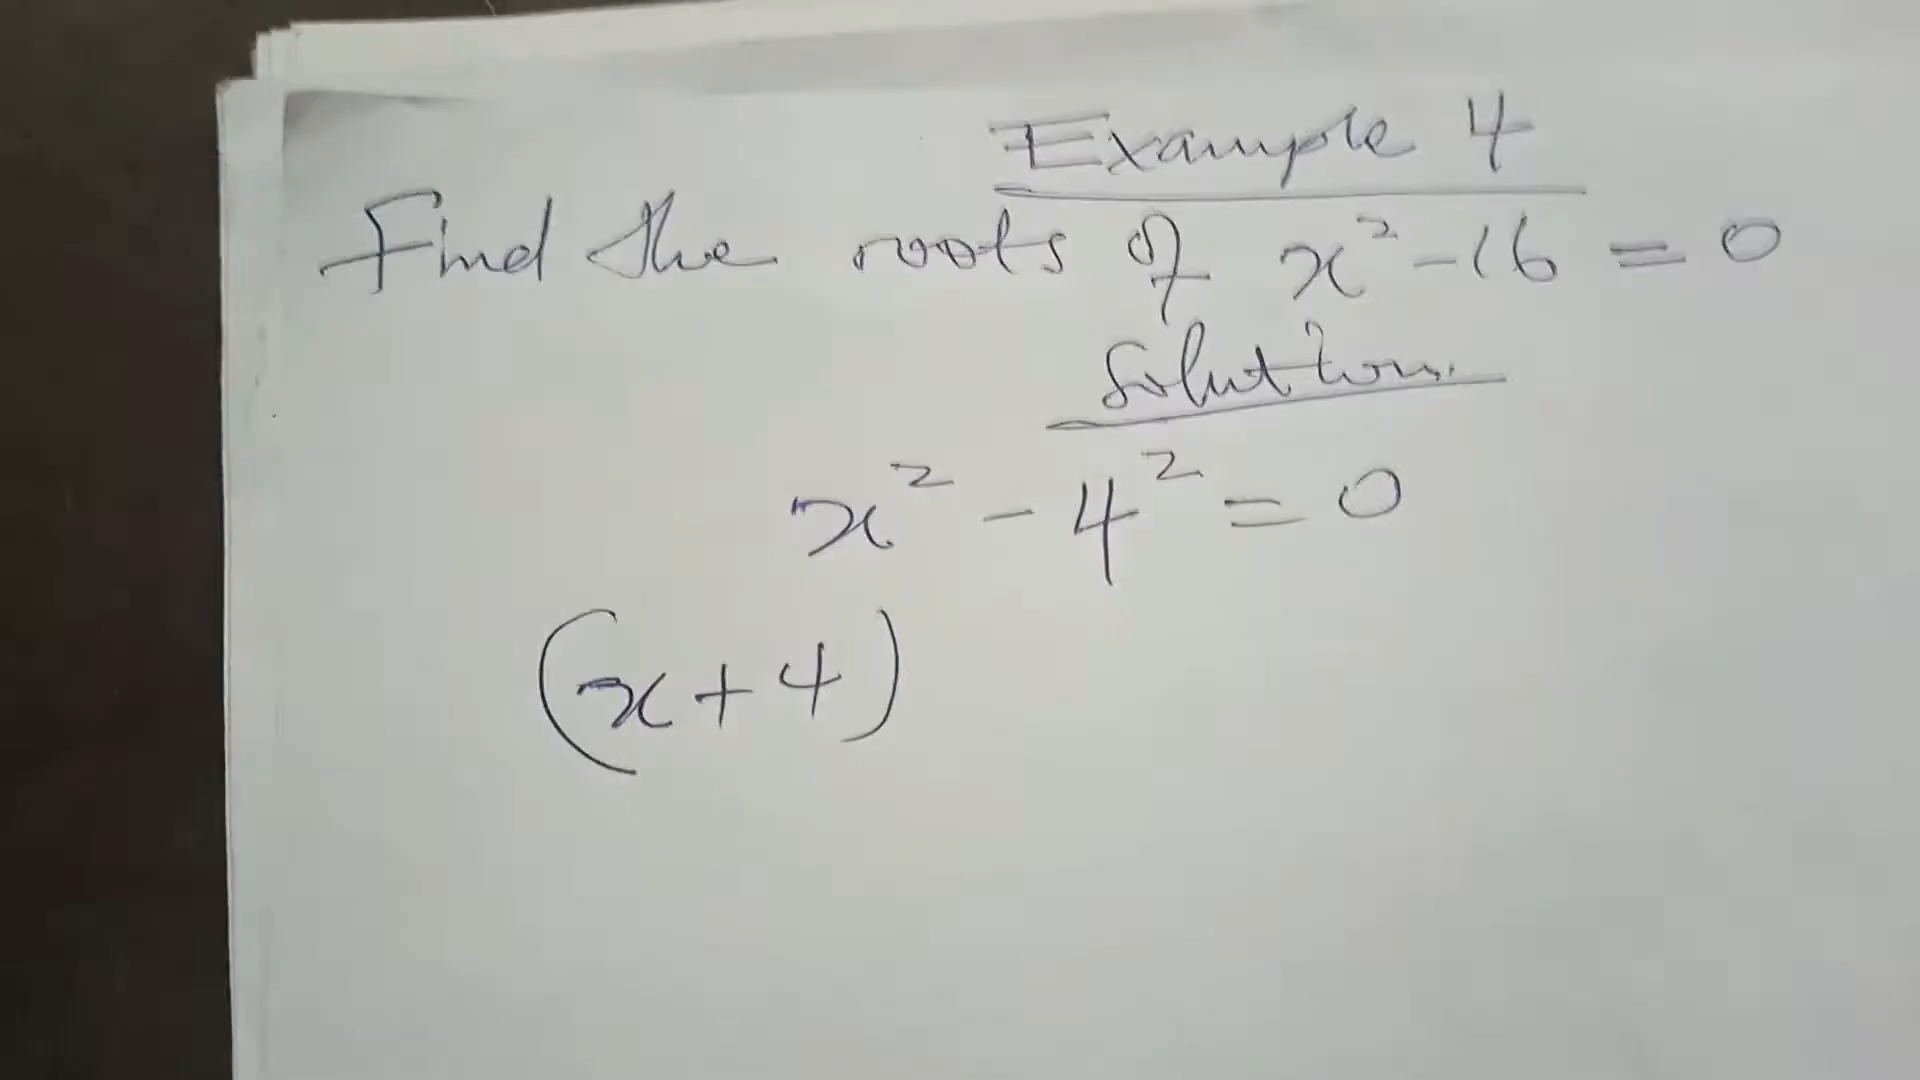 Example 4
Find the roots of x² - 16 = 0
Solution.
x² - 4² = 0
(x + 4)